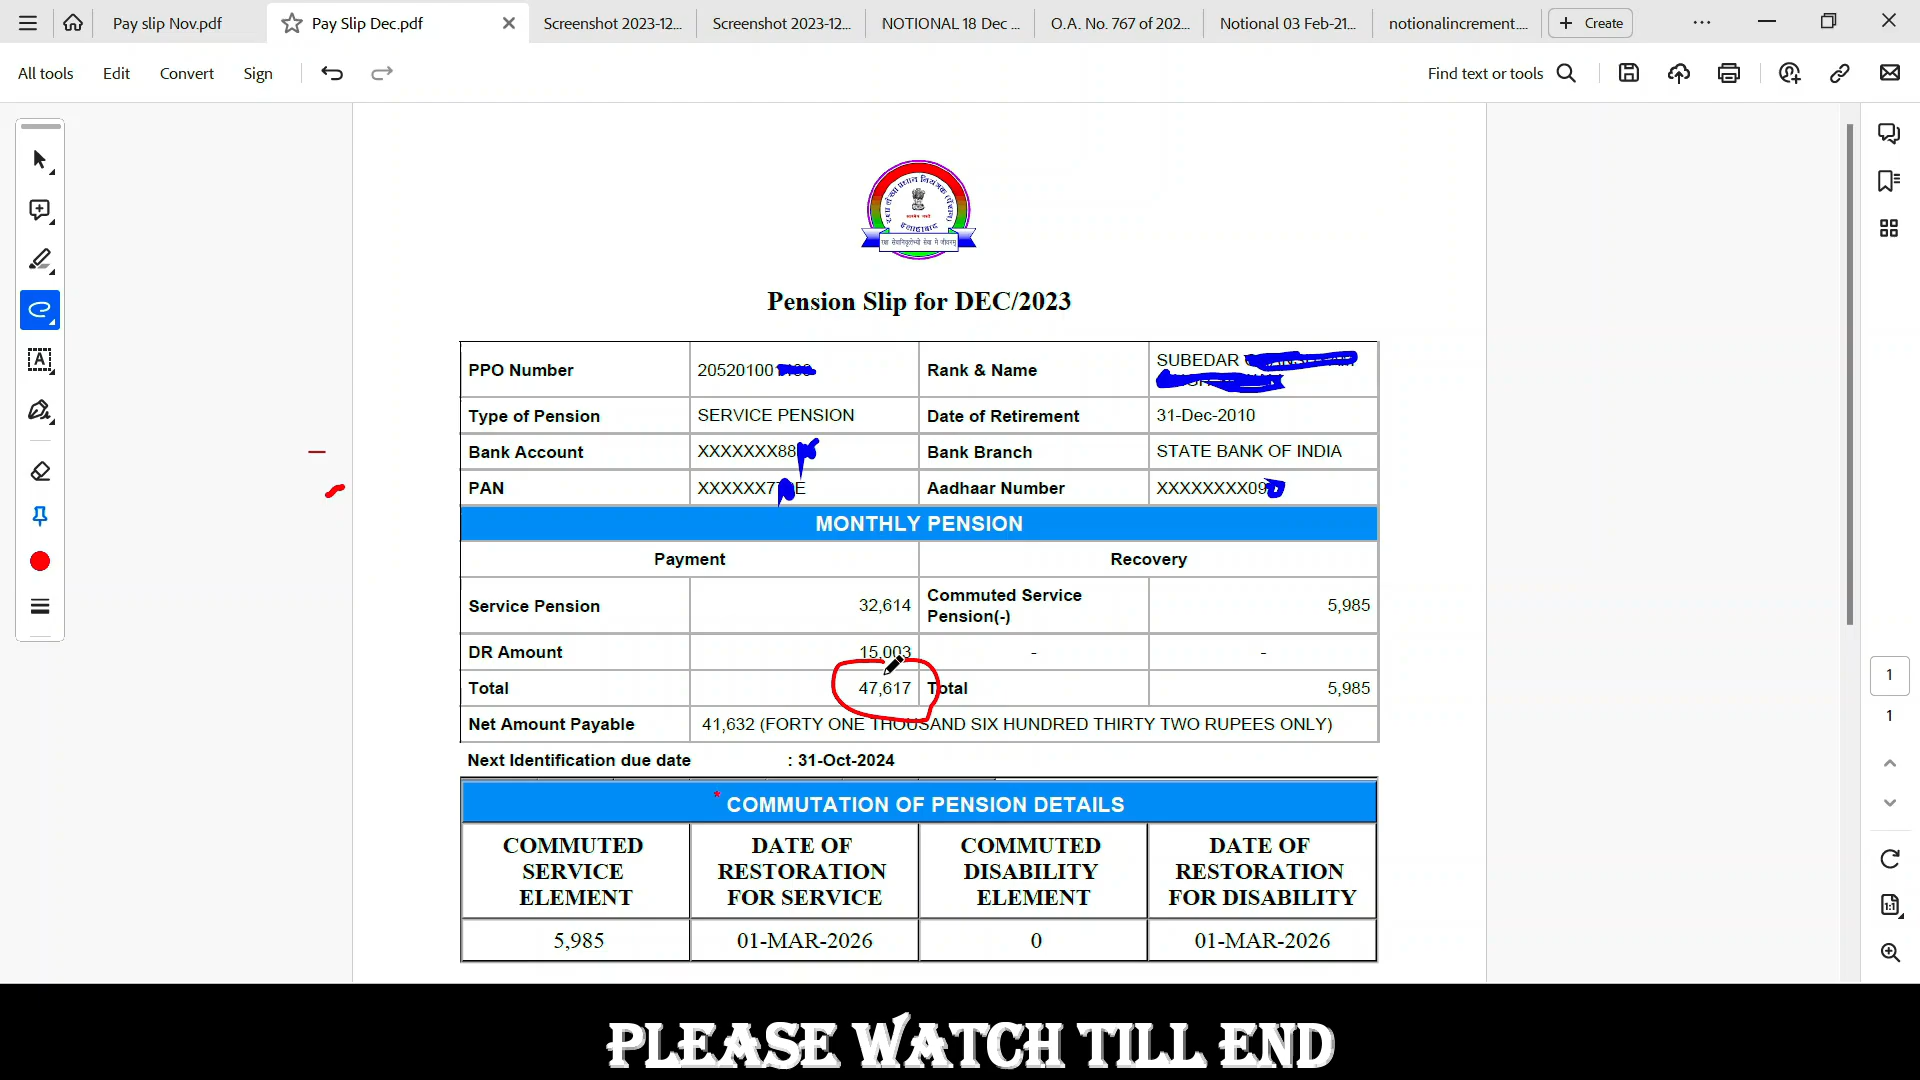 Pay slip Nov.pdf
Pay Slip Dec.pdf
Screenshot 2023-12...
Screenshot 2023-12...
NOTIONAL 18 Dec ...
O.A. No. 767 of 202...
Notional 03 Feb-21...
notionalincrement....
Create
All tools Edit Convert Sign
Find text or tools
Pension Slip for DEC/2023
PPO Number 205201001 Rank & Name SUBEDAR
Type of Pension SERVICE PENSION Date of Retirement 31-Dec-2010
Bank Account XXXXXXX88 Bank Branch STATE BANK OF INDIA
PAN XXXXXX7 E Aadhaar Number XXXXXXXX09
MONTHLY PENSION
Payment Recovery
Service Pension 32,614 Commuted Service Pension(-) 5,985
DR Amount 15,003 - -
Total 47,617 Total 5,985
Net Amount Payable 41,632 (FORTY ONE THOUSAND SIX HUNDRED THIRTY TWO RUPEES ONLY)
Next Identification due date : 31-Oct-2024
* COMMUTATION OF PENSION DETAILS
COMMUTED SERVICE ELEMENT
DATE OF RESTORATION FOR SERVICE
COMMUTED DISABILITY ELEMENT
DATE OF RESTORATION FOR DISABILITY
5,985 01-MAR-2026 0 01-MAR-2026
1
1
PLEASE WATCH TILL END